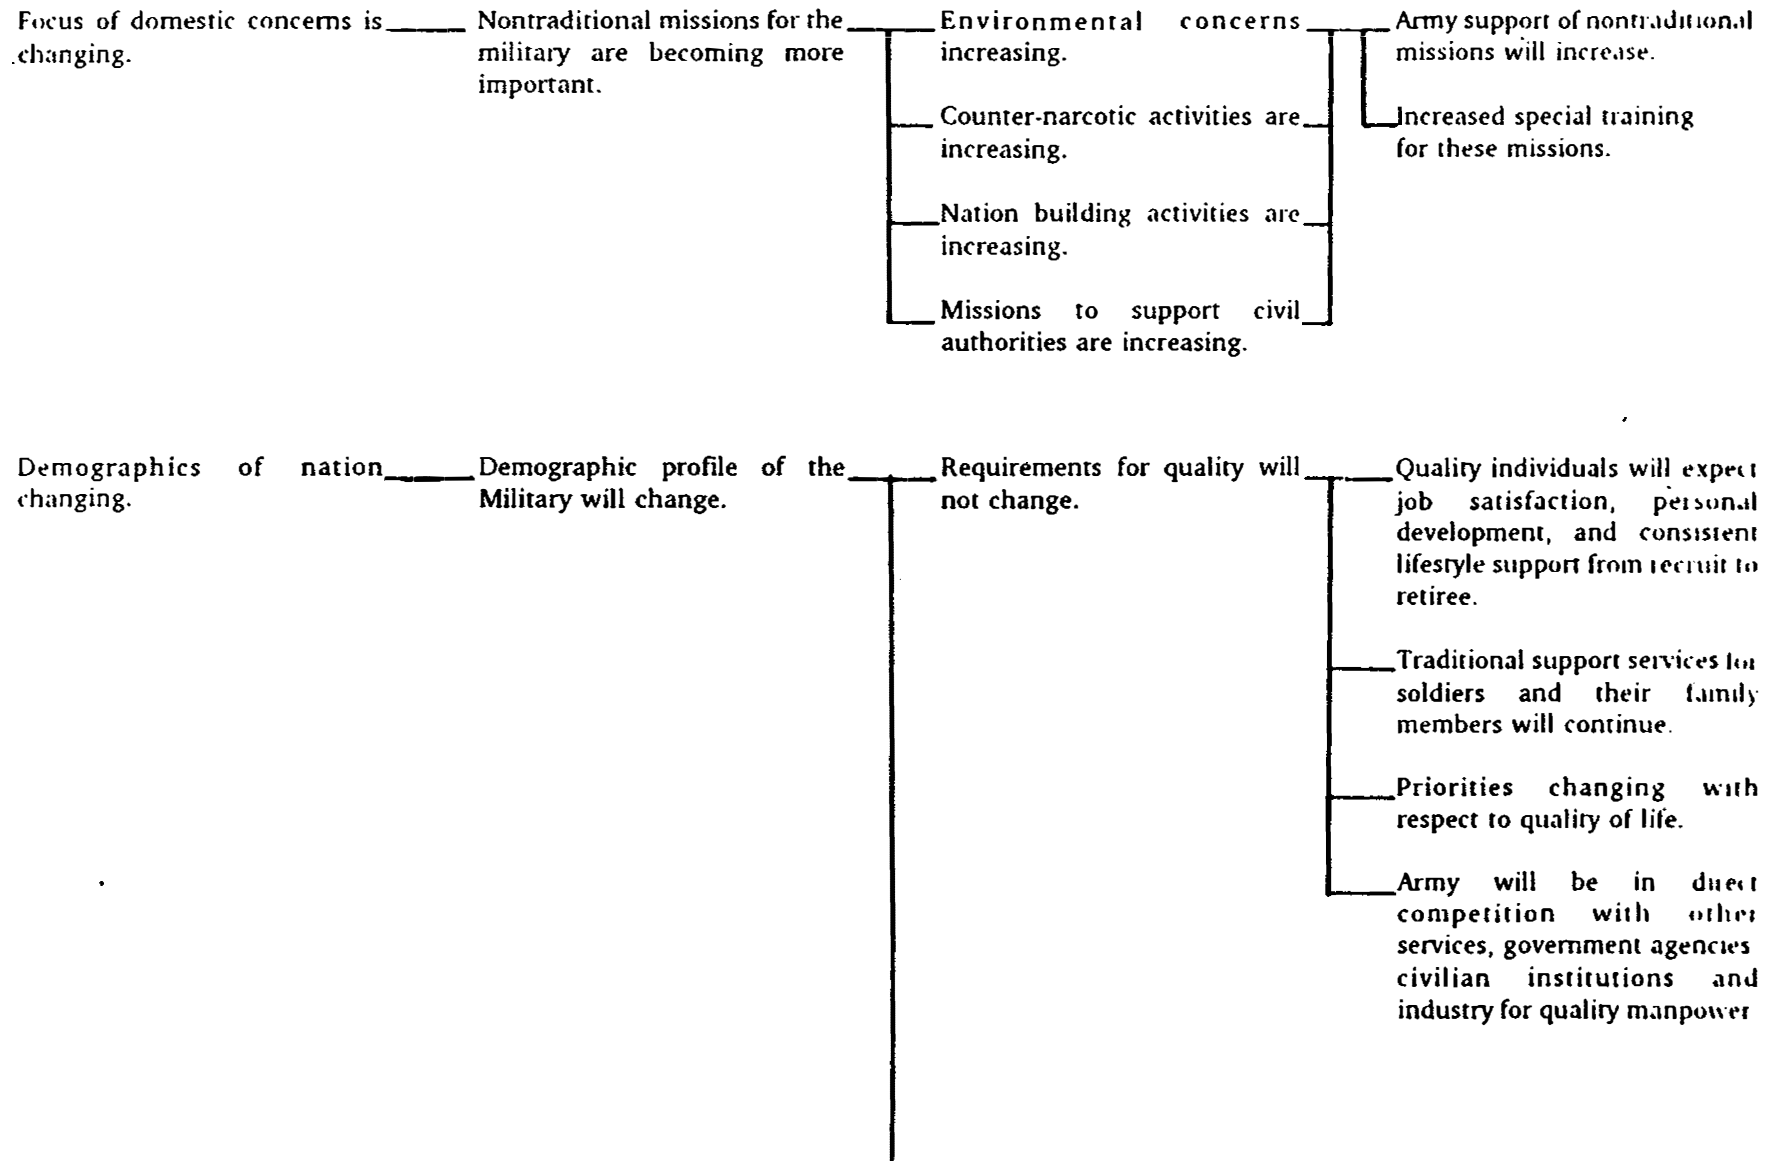 Focus of domestic concerns is
changing.
Nontraditional missions for the
military are becoming more
important.
Environmental concerns
increasing.
Counter-narcotic activities are
increasing.
Nation building activities are
increasing.
Missions to support civil
authorities are increasing.
Army support of nontraditional
missions will increase.
Increased special training
for these missions.
Demographics of nation
changing.
Demographic profile of the
Military will change.
Requirements for quality will
not change.
Quality individuals will expect
job satisfaction, personal
development, and consistent
lifestyle support from recruit to
retiree.
Traditional support services for
soldiers and their family
members will continue.
Priorities changing with
respect to quality of life.
Army will be in direct
competition with other
services, government agencies
civilian institutions and
industry for quality manpower